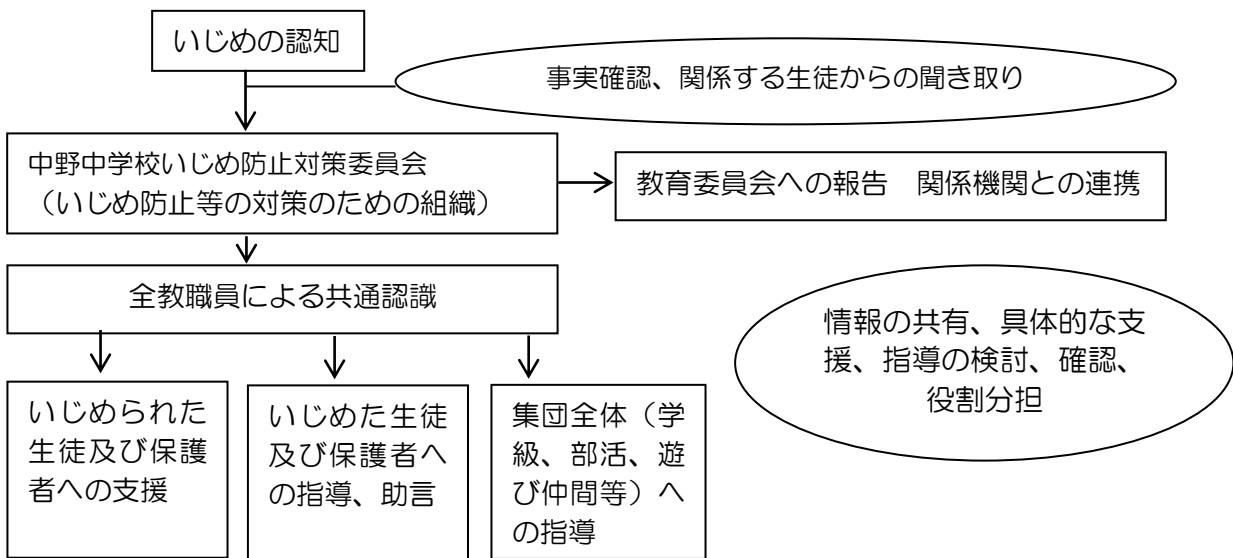 いじめの認知
事実確認、関係する生徒からの聞き取り
中野中学校いじめ防止対策委員会
（いじめ防止等の対策のための組織）
教育委員会への報告　関係機関との連携
全教職員による共通認識
情報の共有、具体的な支
援、指導の検討、確認、
役割分担
いじめられた
生徒及び保護
者への支援
いじめた生徒
及び保護者へ
の指導、助言
集団全体（学
級、部活、遊
び仲間等）へ
の指導